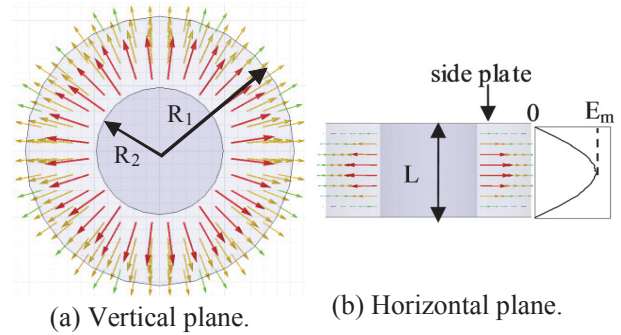 R1
R2
(a) Vertical plane.
side plate
0 Em
L
(b) Horizontal plane.